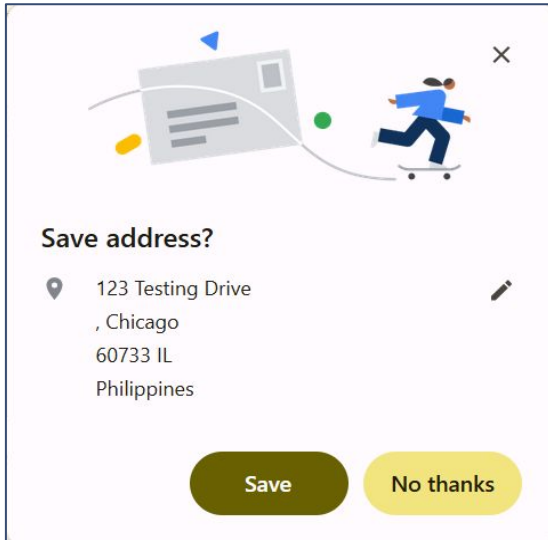 Save address?
123 Testing Drive
, Chicago
60733 IL
Philippines
Save
No thanks